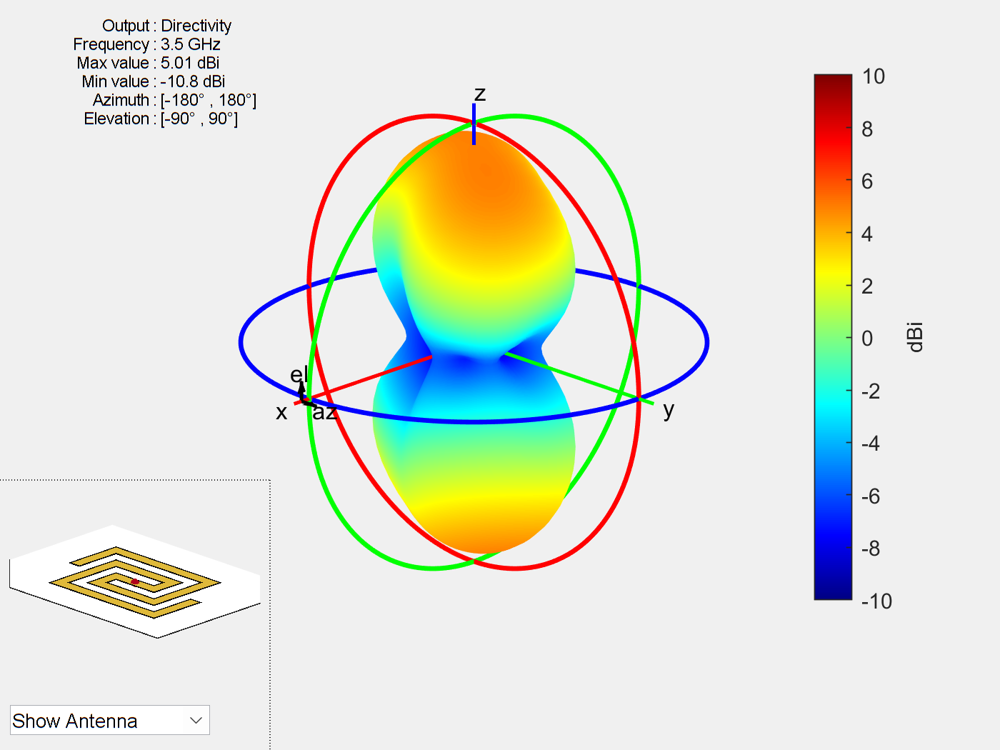 Output : Directivity
Frequency : 3.5 GHz
Max value : 5.01 dBi
Min value : -10.8 dBi
Azimuth : [-180° , 180°]
Elevation : [-90° , 90°]
z
el
x
az
y
10
8
6
4
2
0
-2
-4
-6
-8
-10
dBi
Show Antenna